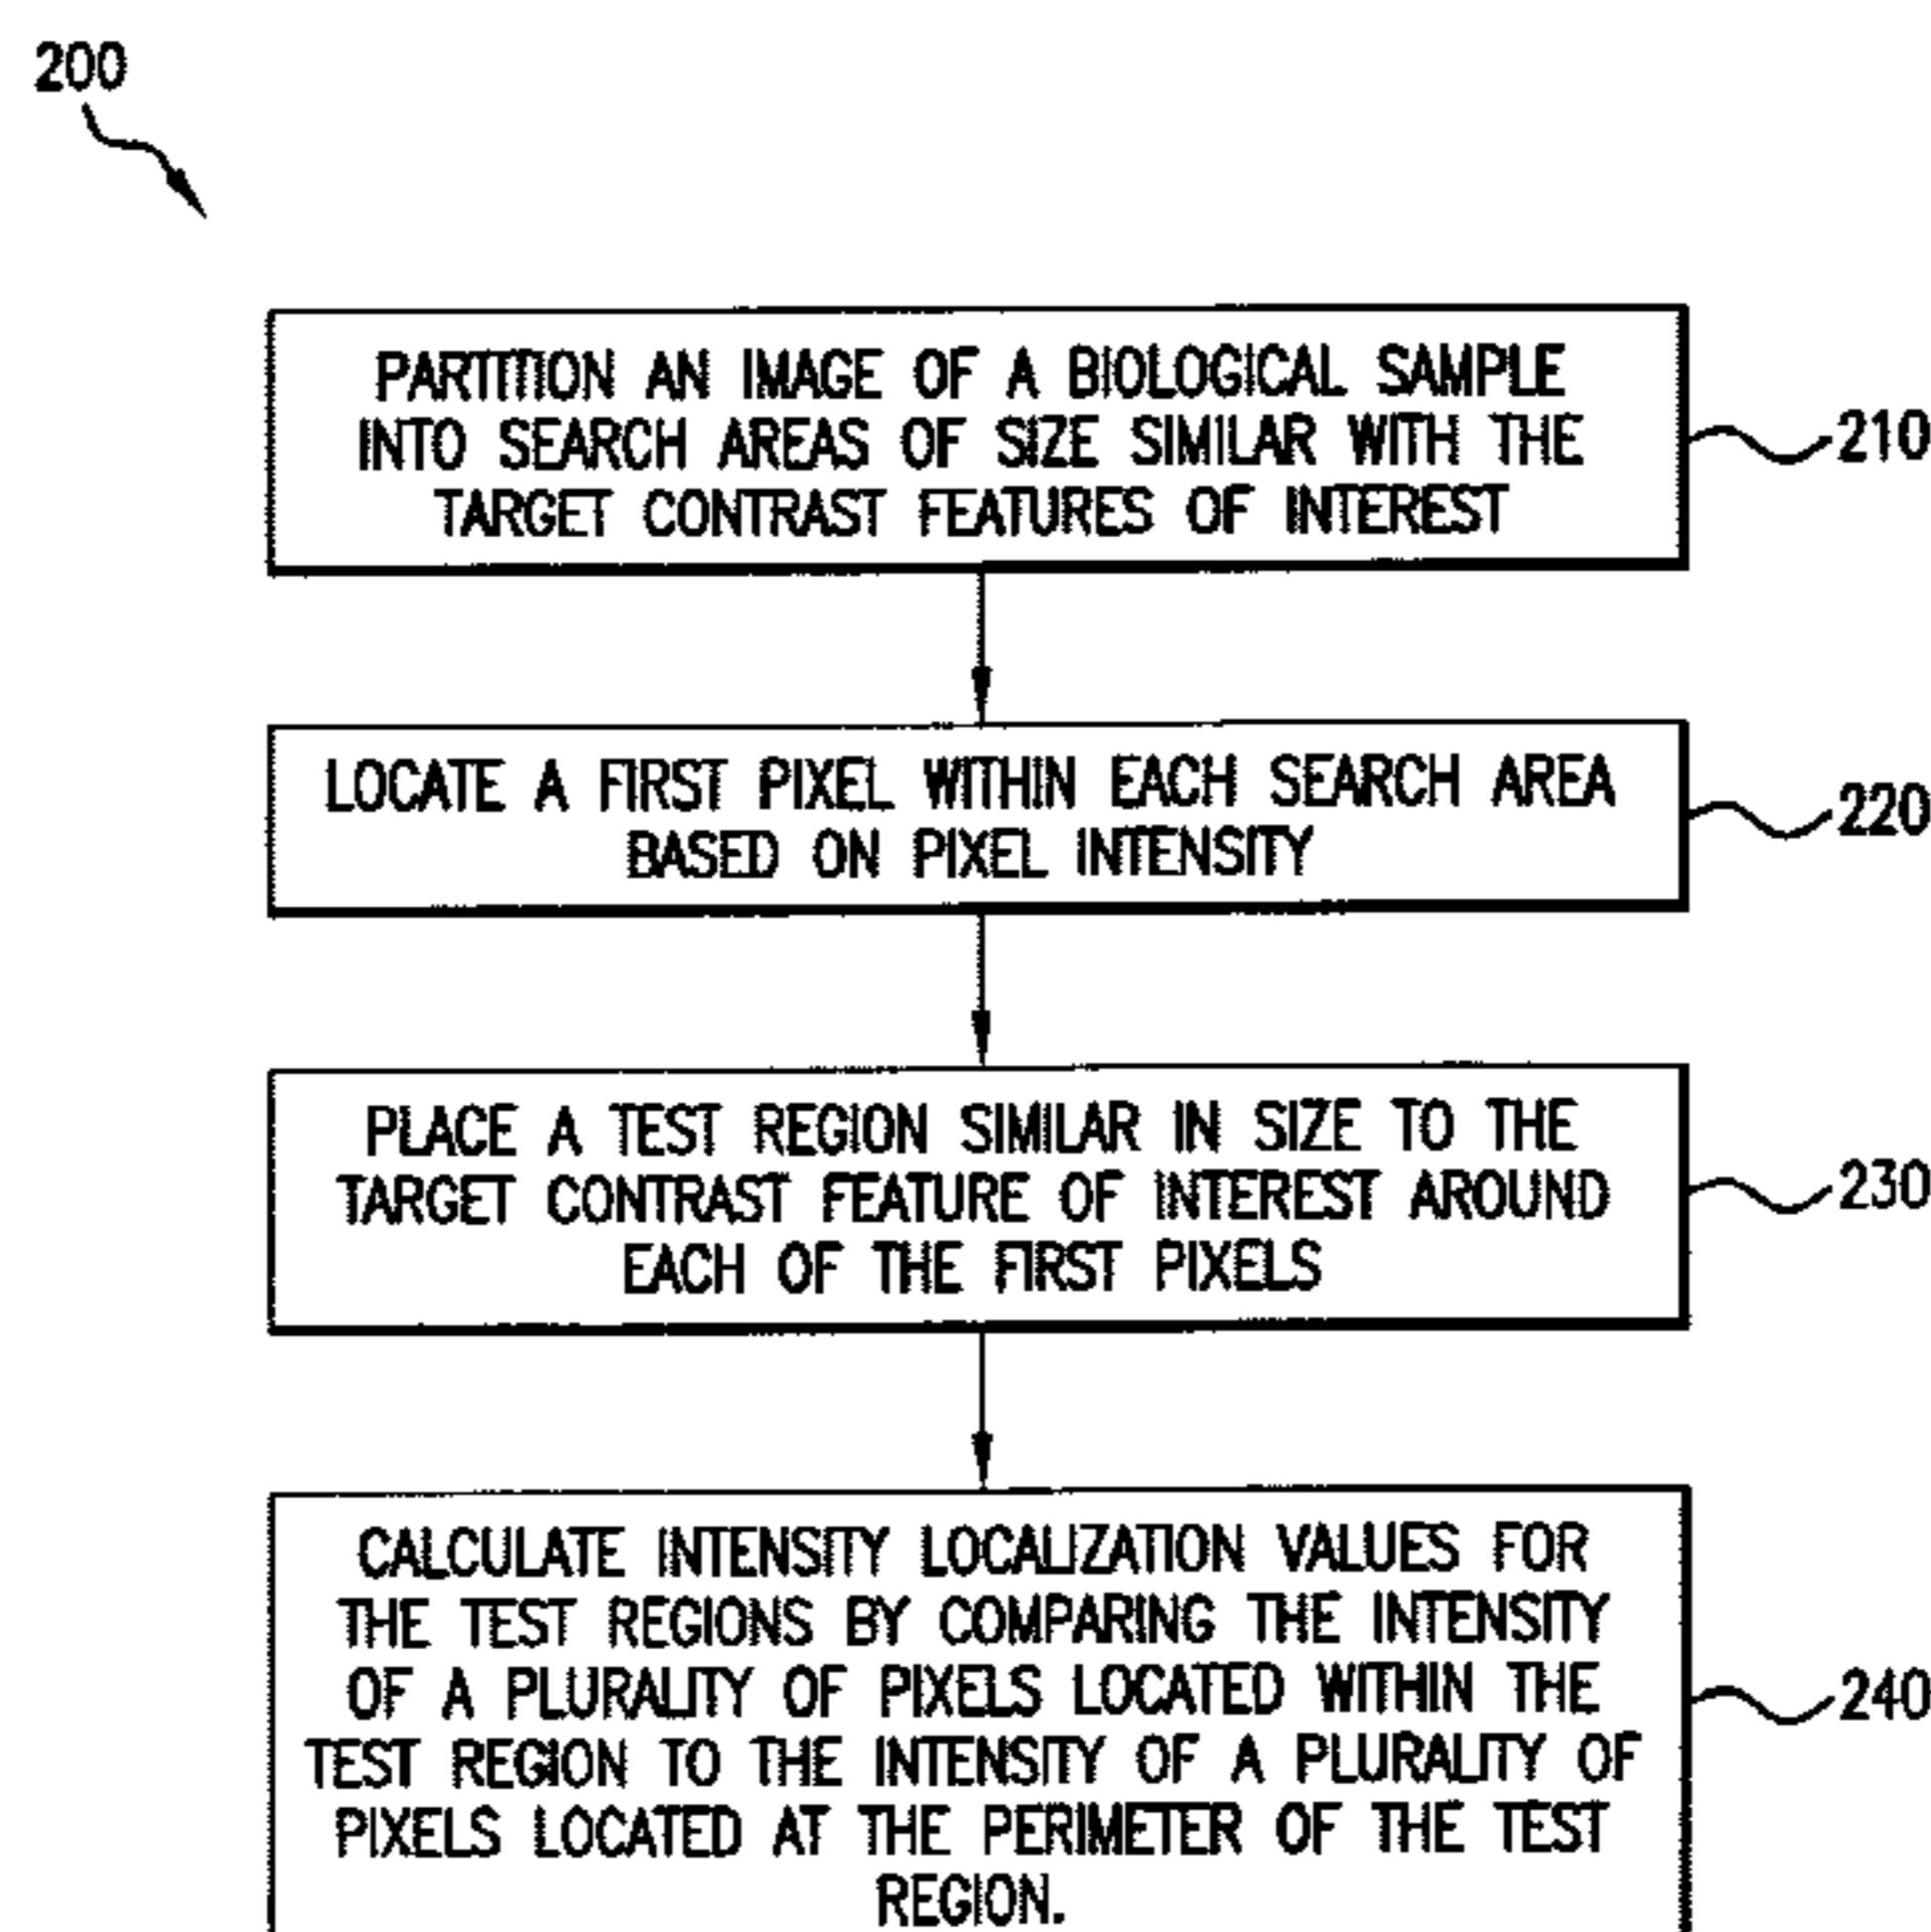 200
PARTITION AN IMAGE OF A BIOLOGICAL SAMPLE
INTO SEARCH AREAS OF SIZE SIMILAR WITH THE
TARGET CONTRAST FEATURES OF INTEREST
210
LOCATE A FIRST PIXEL WITHIN EACH SEARCH AREA
BASED ON PIXEL INTENSITY
220
PLACE A TEST REGION SIMILAR IN SIZE TO THE
TARGET CONTRAST FEATURE OF INTEREST AROUND
EACH OF THE FIRST PIXELS
230
CALCULATE INTENSITY LOCALIZATION VALUES FOR
THE TEST REGIONS BY COMPARING THE INTENSITY
OF A PLURALITY OF PIXELS LOCATED WITHIN THE
TEST REGION TO THE INTENSITY OF A PLURALITY OF
PIXELS LOCATED AT THE PERIMETER OF THE TEST
REGION.
240